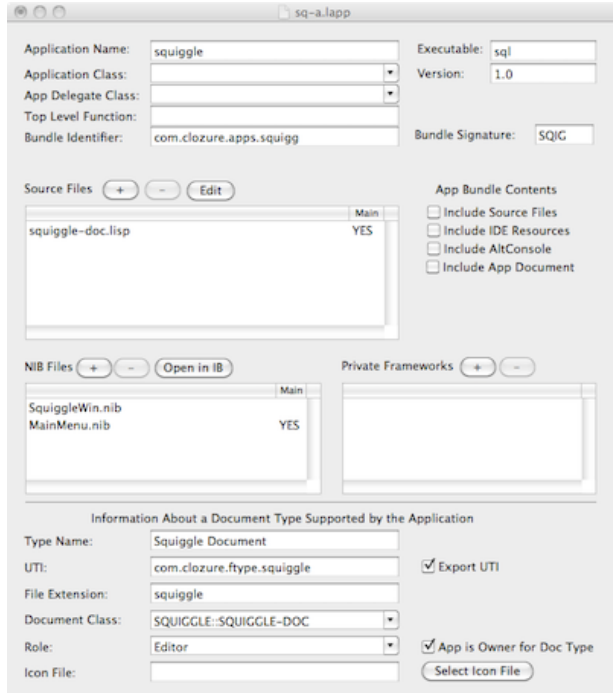 sq-a.lapp
Application Name: squiggle Executable: sql
Application Class: Version: 1.0
App Delegate Class:
Top Level Function:
Bundle Identifier: com.clozure.apps.squigg Bundle Signature: SQIG
Source Files + - Edit App Bundle Contents
Main Include Source Files
squiggle-doc.lisp YES Include IDE Resources
Include AltConsole
Include App Document
NIB Files + - Open in IB Private Frameworks + -
Main
SquiggleWin.nib
MainMenu.nib YES
Information About a Document Type Supported by the Application
Type Name: Squiggle Document
UTI: com.clozure.ftype.squiggle Export UTI
File Extension: squiggle
Document Class: SQUIGGLE::SQUIGGLE-DOC
Role: Editor App is Owner for Doc Type
Icon File: Select Icon File